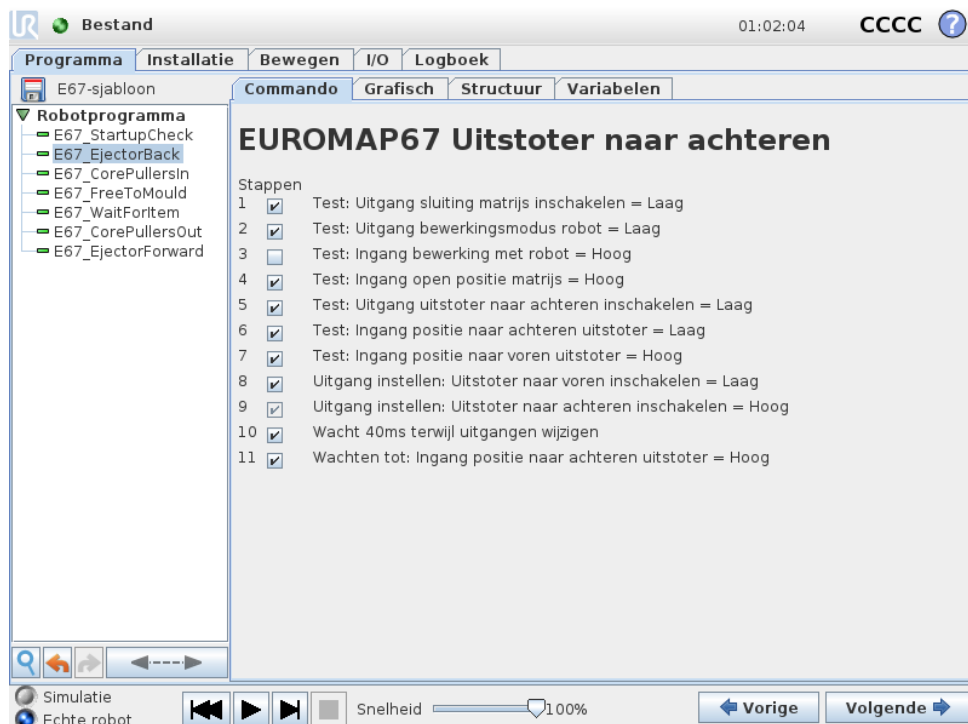 UR Bestand 01:02:04 CCCC ?
Programma Installatie Bewegen I/O Logboek
E67-sjabloon
Commando Grafisch Structuur Variabelen
Robotprogramma
E67_StartupCheck
E67_EjectorBack
E67_CorePullersIn
E67_FreeToMould
E67_WaitForItem
E67_CorePullersOut
E67_EjectorForward
EUROMAP67 Uitstoter naar achteren
Stappen
1 Test: Uitgang sluiting matrijs inschakelen = Laag
2 Test: Uitgang bewerkingsmodus robot = Laag
3 Test: Ingang bewerking met robot = Hoog
4 Test: Ingang open positie matrijs = Hoog
5 Test: Uitgang uitstoter naar achteren inschakelen = Laag
6 Test: Ingang positie naar achteren uitstoter = Laag
7 Test: Ingang positie naar voren uitstoter = Hoog
8 Uitgang instellen: Uitstoter naar voren inschakelen = Laag
9 Uitgang instellen: Uitstoter naar achteren inschakelen = Hoog
10 Wacht 40ms terwijl uitgangen wijzigen
11 Wachten tot: Ingang positie naar achteren uitstoter = Hoog
Simulatie
Echte robot
Snelheid 100%
Vorige Volgende